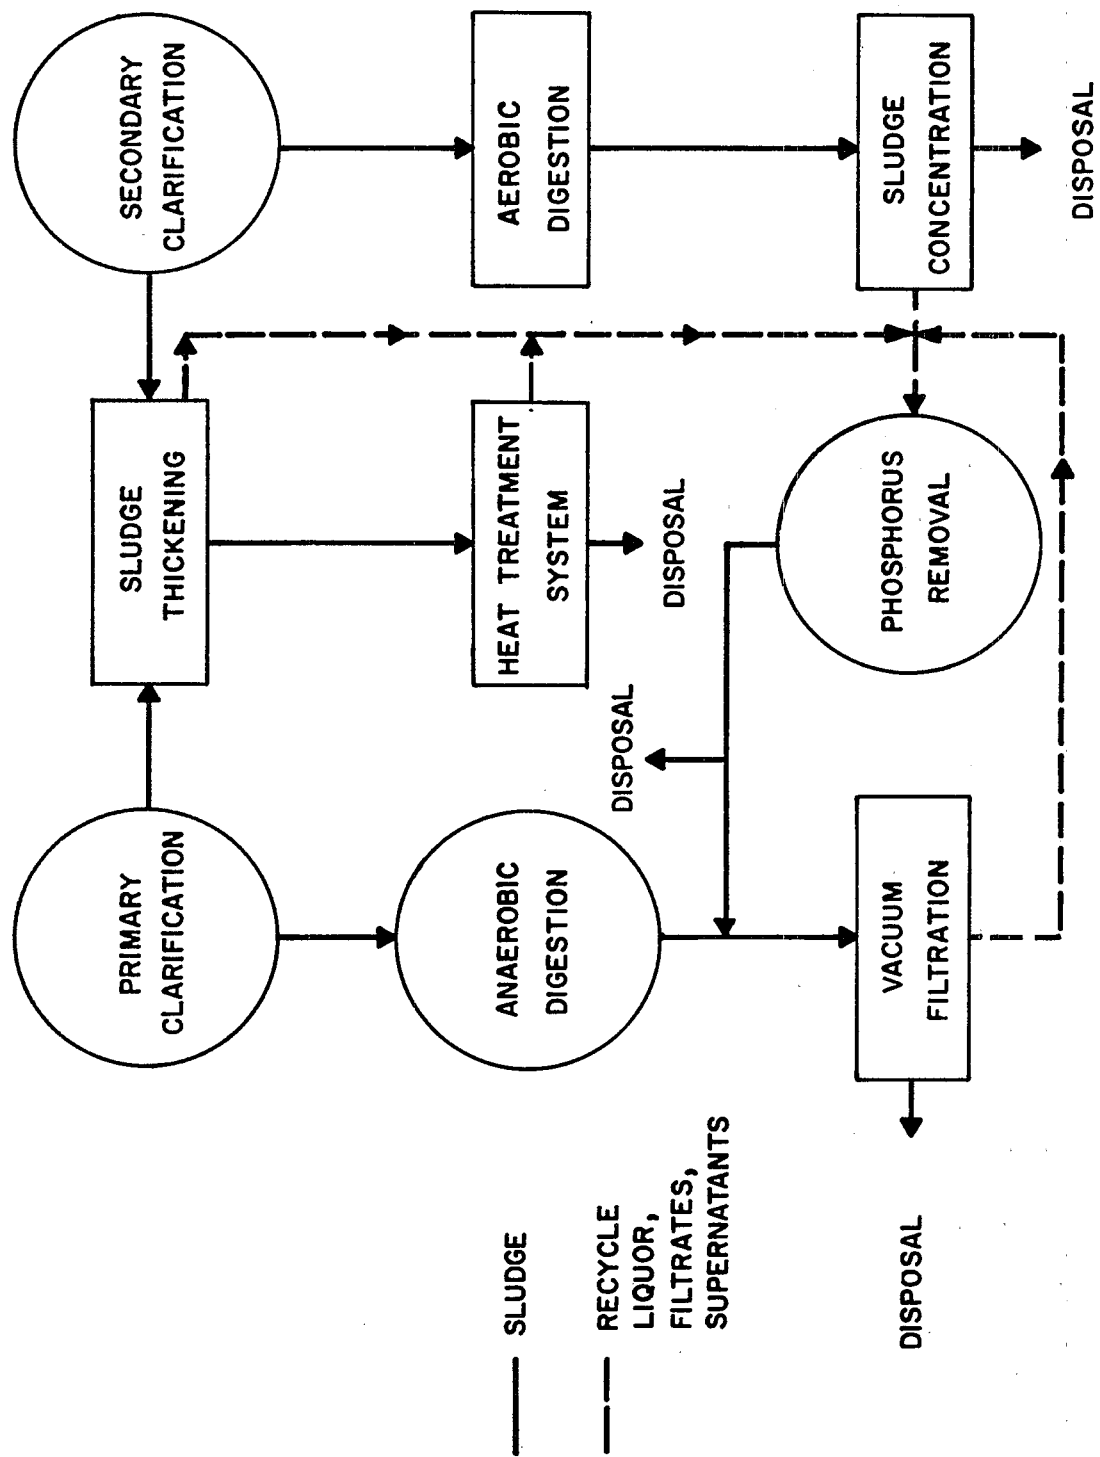 PRIMARY
CLARIFICATION
SLUDGE
THICKENING
SECONDARY
CLARIFICATION
ANAEROBIC
DIGESTION
HEAT TREATMENT
SYSTEM
AEROBIC
DIGESTION
DISPOSAL
DISPOSAL
VACUUM
FILTRATION
PHOSPHORUS
REMOVAL
SLUDGE
CONCENTRATION
DISPOSAL
DISPOSAL
SLUDGE
RECYCLE
LIQUOR,
FILTRATES,
SUPERNATANTS